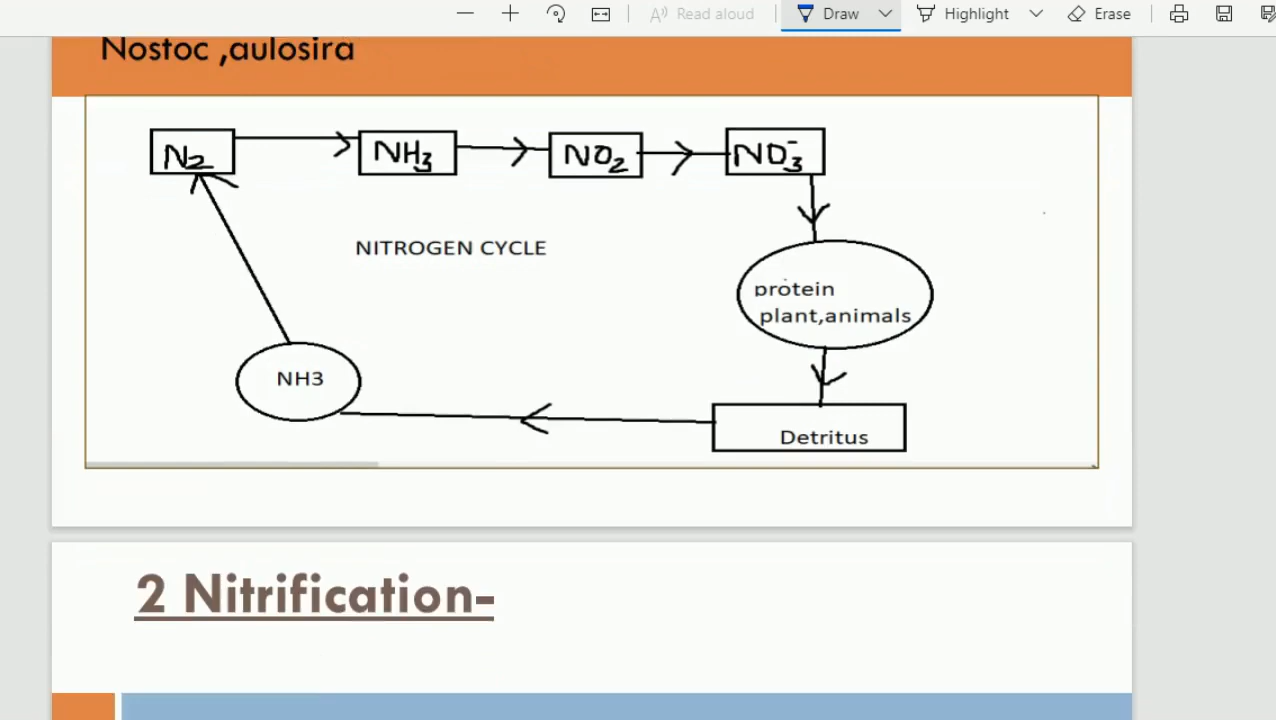 Read aloud
Draw
Highlight
Erase
Nostoc ,aulosira
N2
NH3
NO2
NO3-
NITROGEN CYCLE
protein
plant,animals
NH3
Detritus
2 Nitrification-